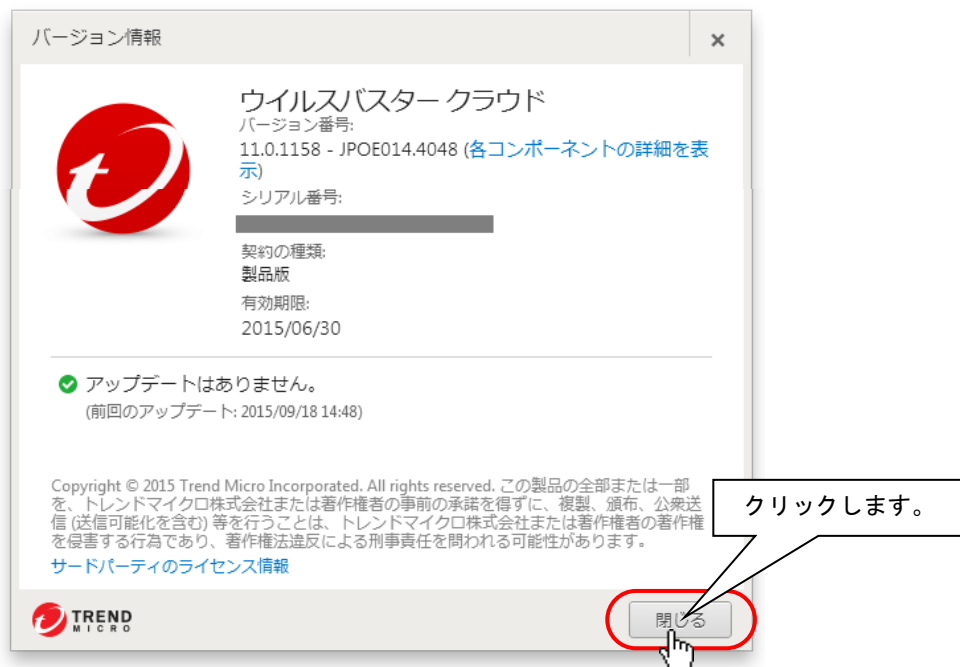 バージョン情報
ウイルスバスター クラウド
バージョン番号:
11.0.1158 - JPOE014.4048 (各コンポーネントの詳細を表
示)
シリアル番号:
契約の種類:
製品版
有効期限:
2015/06/30
アップデートはありません。
(前回のアップデート: 2015/09/18 14:48)
Copyright © 2015 Trend Micro Incorporated. All rights reserved. この製品の全部または一部
を、トレンドマイクロ株式会社または著作権者の事前の承諾を得ずに、複製、頒布、公衆送
信 (送信可能化を含む) 等を行うことは、トレンドマイクロ株式会社または著作権者の著作権
を侵害する行為であり、著作権法違反による刑事責任を問われる可能性があります。
サードパーティのライセンス情報
クリックします。
TREND
MICRO
閉じる